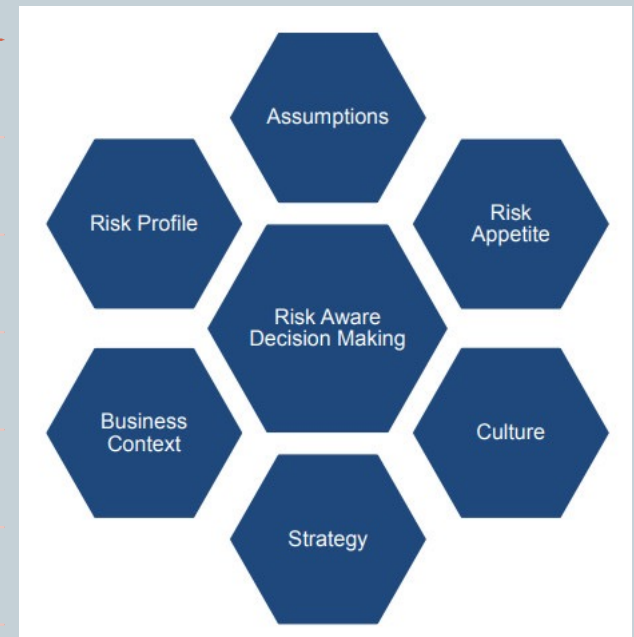 Assumptions
Risk Profile
Risk
Appetite
Risk Aware
Decision Making
Business
Context
Culture
Strategy